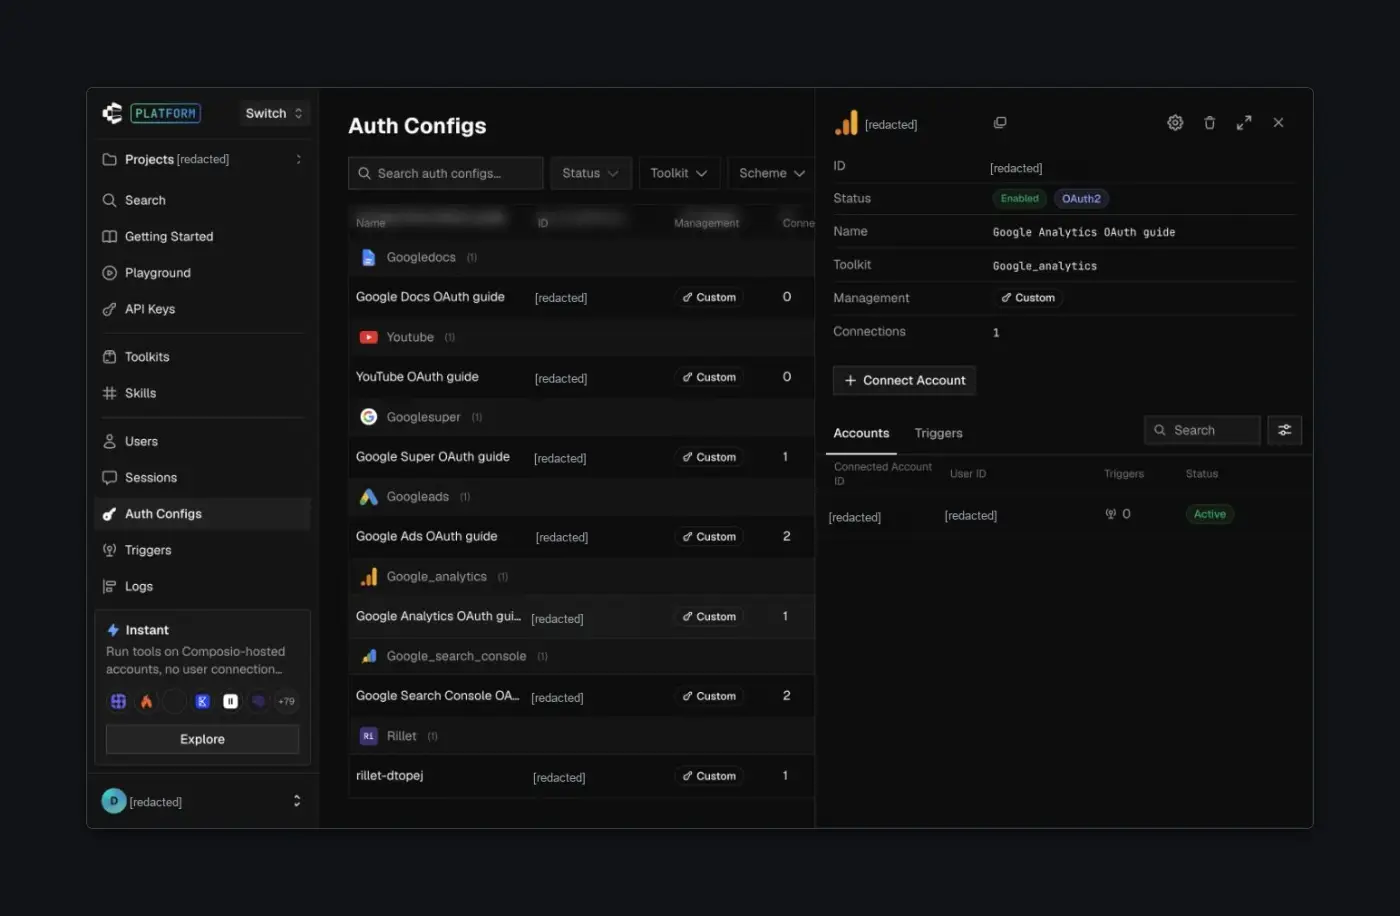 PLATFORM
Switch
Projects [redacted]
Search
Getting Started
Playground
API Keys
Toolkits
Skills
Users
Sessions
Auth Configs
Triggers
Logs
Instant
Run tools on Composio-hosted
accounts, no user connection...
+79
Explore
D [redacted]
Auth Configs
Search auth configs...
Status
Toolkit
Scheme
Name ID Management Conne
Googledocs (1)
Google Docs OAuth guide [redacted] Custom 0
Youtube (1)
YouTube OAuth guide [redacted] Custom 0
Googlesuper (1)
Google Super OAuth guide [redacted] Custom 1
Googleads (1)
Google Ads OAuth guide [redacted] Custom 2
Google_analytics (1)
Google Analytics OAuth gui... [redacted] Custom 1
Google_search_console (1)
Google Search Console OA... [redacted] Custom 2
Ri Rillet (1)
rillet-dtopej [redacted] Custom 1
[redacted]
ID [redacted]
Status Enabled OAuth2
Name Google Analytics OAuth guide
Toolkit Google_analytics
Management Custom
Connections 1
+ Connect Account
Accounts Triggers Search
Connected Account
ID User ID Triggers Status
[redacted] [redacted] 0 Active